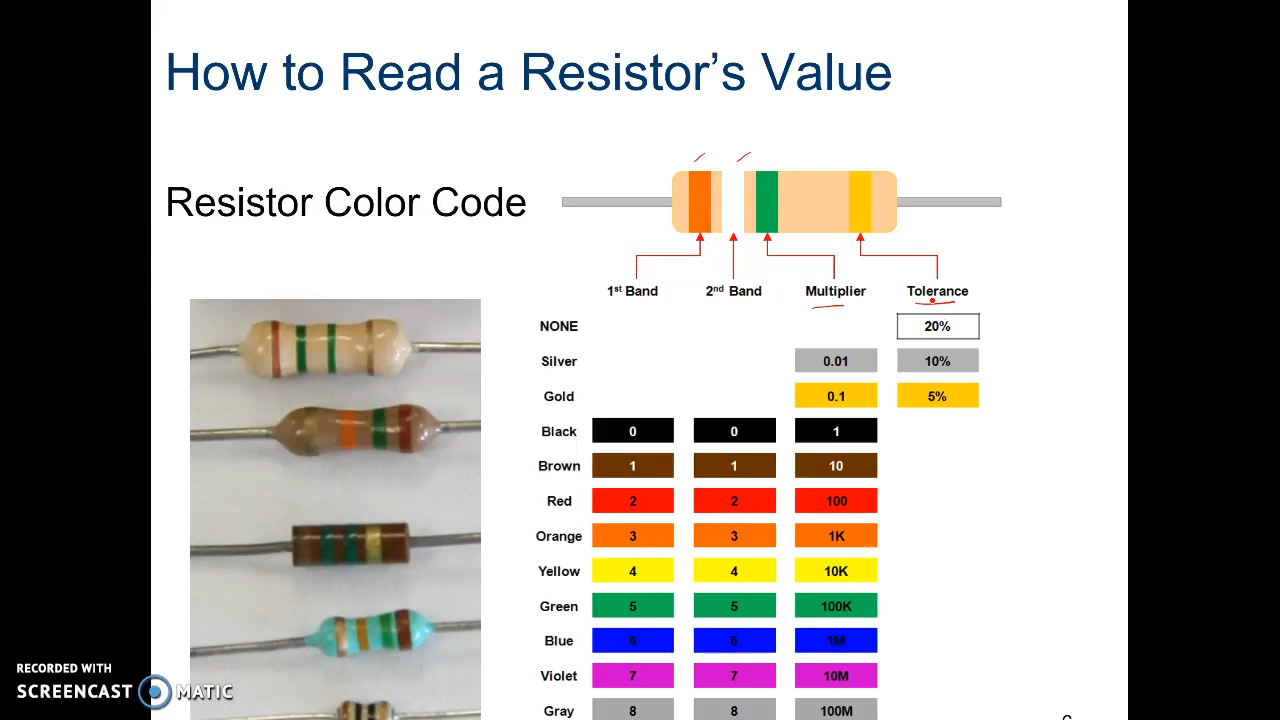 How to Read a Resistor's Value
Resistor Color Code
1st Band 2nd Band Multiplier Tolerance
NONE 20%
Silver 0.01 10%
Gold 0.1 5%
Black 0 0 1
Brown 1 1 10
Red 2 2 100
Orange 3 3 1K
Yellow 4 4 10K
Green 5 5 100K
Blue 6 6 1M
Violet 7 7 10M
Gray 8 8 100M
RECORDED WITH
SCREENCAST MATIC